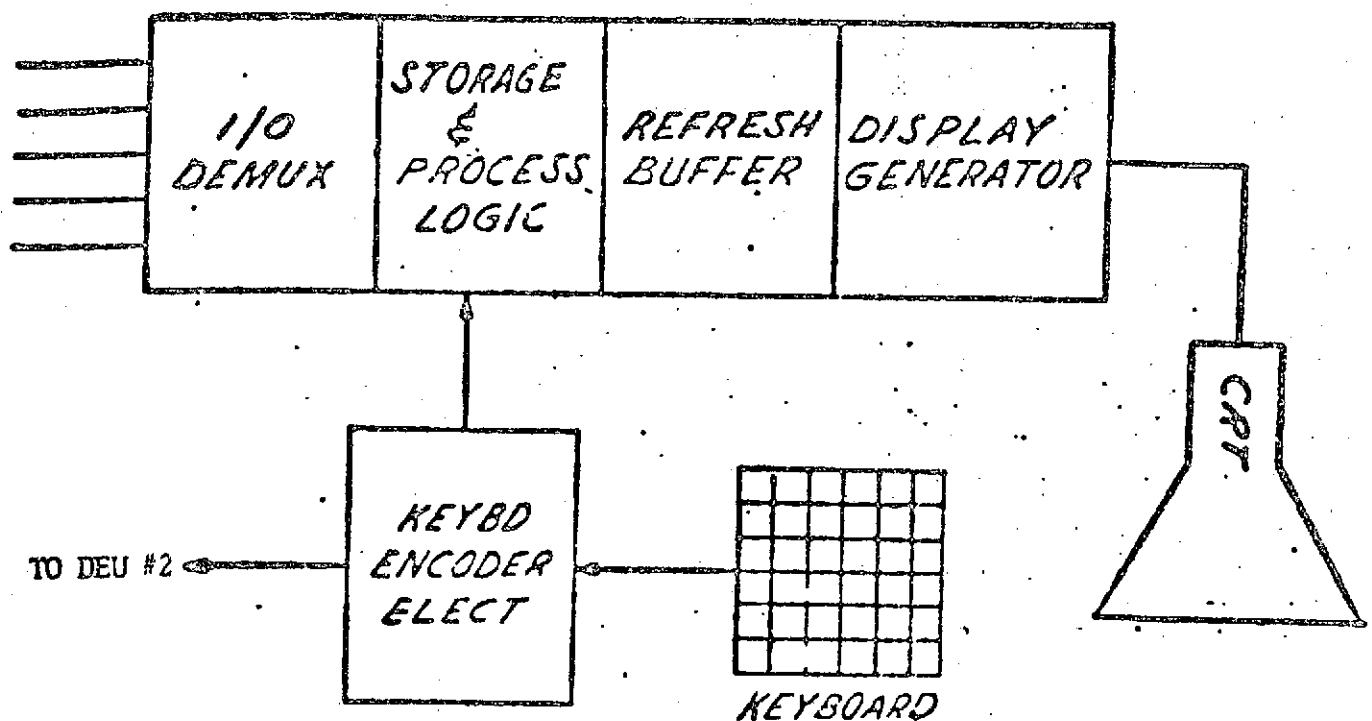 I/O
DEMUX
STORAGE
&
PROCESS
LOGIC
REFRESH
BUFFER
DISPLAY
GENERATOR
CRT
KEYBD
ENCODER
ELECT
TO DEU #2
KEYBOARD